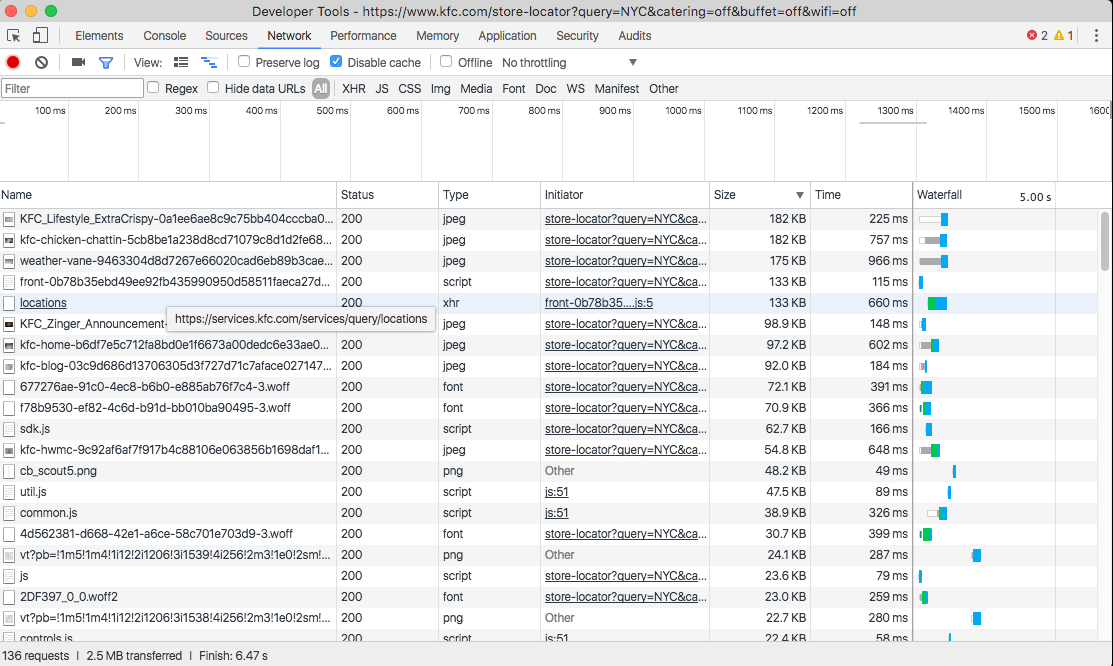 Developer Tools - https://www.kfc.com/store-locator?query=NYC&catering=off&buffet=off&wifi=off
Elements Console Sources Network Performance Memory Application Security Audits 2 1
View: Preserve log Disable cache Offline No throttling
Filter Regex Hide data URLs All XHR JS CSS Img Media Font Doc WS Manifest Other
100 ms 200 ms 300 ms 400 ms 500 ms 600 ms 700 ms 800 ms 900 ms 1000 ms 1100 ms 1200 ms 1300 ms 1400 ms 1500 ms 1600
Name Status Type Initiator Size Time Waterfall 5.00 s
KFC_Lifestyle_ExtraCrispy-0a1ee6ae8c9c75bb404cccba0... 200 jpeg store-locator?query=NYC&ca... 182 KB 225 ms
kfc-chicken-chattin-5cb8be1a238d8cd71079c8d1d2fe68... 200 jpeg store-locator?query=NYC&ca... 182 KB 757 ms
weather-vane-9463304d8d7267e66020cad6eb89b3cae... 200 jpeg store-locator?query=NYC&ca... 175 KB 966 ms
front-0b78b35ebd49ee92fb435990950d58511faeca27d... 200 script store-locator?query=NYC&ca... 133 KB 115 ms
locations 200 xhr front-0b78b35....js:5 133 KB 660 ms
https://services.kfc.com/services/query/locations
KFC_Zinger_Announcement- jpeg store-locator?query=NYC&ca... 98.9 KB 148 ms
kfc-home-b6df7e5c712fa8bd0e1f6673a00dedc6e33ae0... 200 jpeg store-locator?query=NYC&ca... 97.2 KB 602 ms
kfc-blog-03c9d686d13706305d3f727d71c7aface027147... 200 jpeg store-locator?query=NYC&ca... 92.0 KB 184 ms
677276ae-91c0-4ec8-b6b0-e885ab76f7c4-3.woff 200 font store-locator?query=NYC&ca... 72.1 KB 391 ms
f78b9530-ef82-4c6d-b91d-bb010ba90495-3.woff 200 font store-locator?query=NYC&ca... 70.9 KB 366 ms
sdk.js 200 script store-locator?query=NYC&ca... 62.7 KB 166 ms
kfc-hwmc-9c92af6af7f917b4c88106e063856b1698daf1... 200 jpeg store-locator?query=NYC&ca... 54.8 KB 648 ms
cb_scout5.png 200 png Other 48.2 KB 49 ms
util.js 200 script js:51 47.5 KB 89 ms
common.js 200 script js:51 38.9 KB 326 ms
4d562381-d668-42e1-a6ce-58c701e703d9-3.woff 200 font store-locator?query=NYC&ca... 30.7 KB 399 ms
vt?pb=!1m5!1m4!1i12!2i1206!3i1539!4i256!2m3!1e0!2sm!... 200 png Other 24.1 KB 287 ms
js 200 script store-locator?query=NYC&ca... 23.6 KB 79 ms
2DF397_0_0.woff2 200 font store-locator?query=NYC&ca... 23.0 KB 259 ms
vt?pb=!1m5!1m4!1i12!2i1206!3i1539!4i256!2m3!1e0!2sm!... 200 png Other 22.7 KB 280 ms
controls.js 200 script js:51 22.4 KB 58 ms
136 requests | 2.5 MB transferred | Finish: 6.47 s